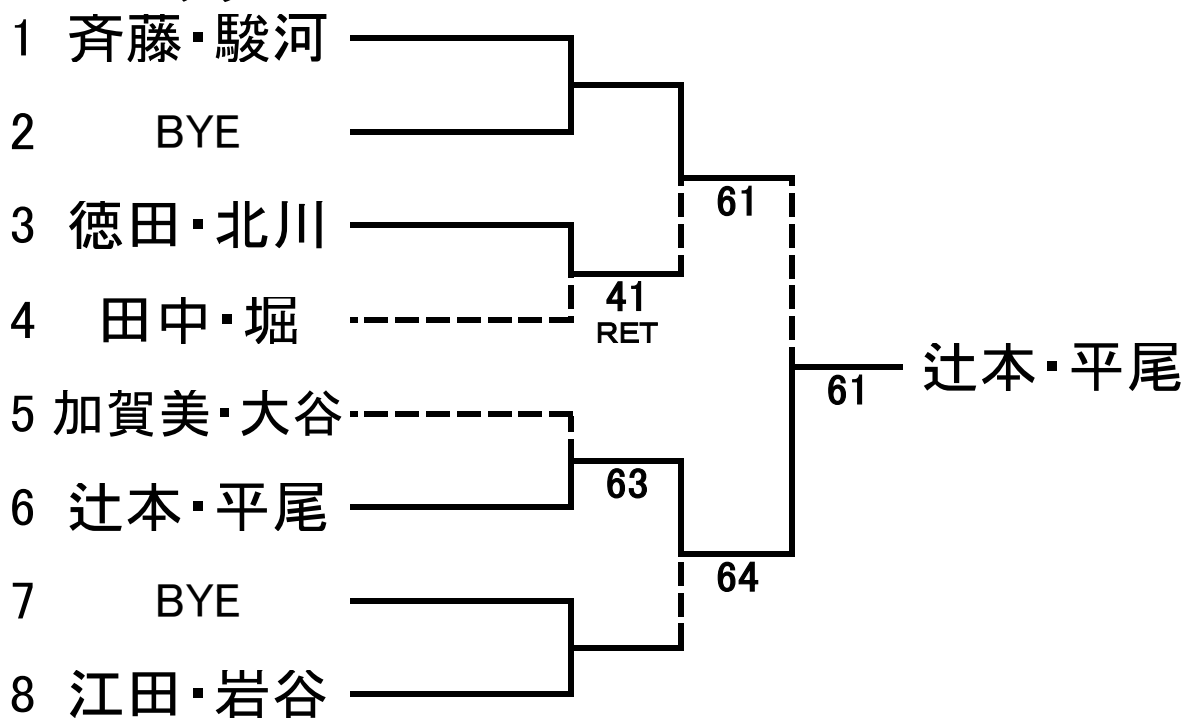 1 斉藤・駿河
2 BYE
61
3 徳田・北川
41
4 田中・堀
RET
辻本・平尾
61
5 加賀美・大谷
63
6 辻本・平尾
64
7 BYE
8 江田・岩谷